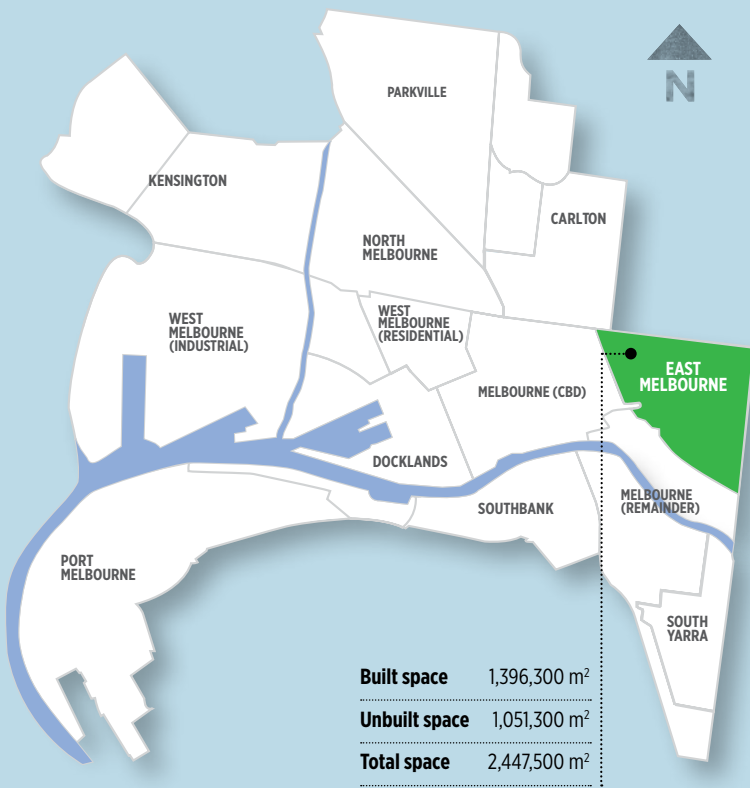 N
PARKVILLE
KENSINGTON
CARLTON
NORTH
MELBOURNE
WEST
MELBOURNE
(INDUSTRIAL)
WEST
MELBOURNE
(RESIDENTIAL)
EAST
MELBOURNE
MELBOURNE (CBD)
DOCKLANDS
SOUTHBANK
MELBOURNE
(REMAINDER)
PORT
MELBOURNE
SOUTH
YARRA
Built space 1,396,300 m²
Unbuilt space 1,051,300 m²
Total space 2,447,500 m²